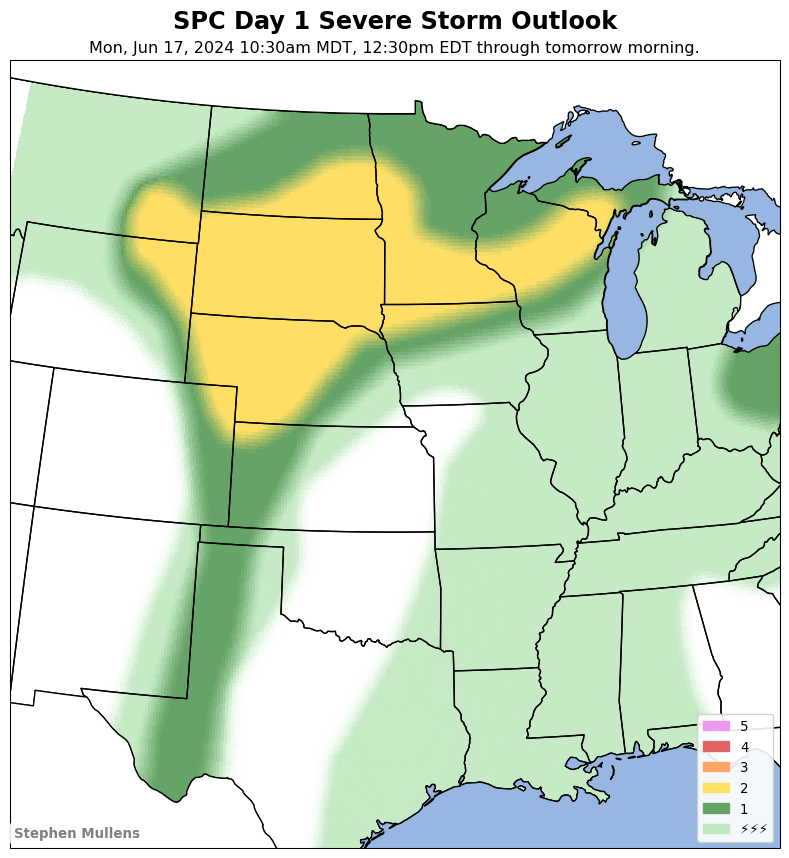 SPC Day 1 Severe Storm Outlook
Mon, Jun 17, 2024 10:30am MDT, 12:30pm EDT through tomorrow morning.
5
4
3
2
1
⚡⚡⚡
Stephen Mullens